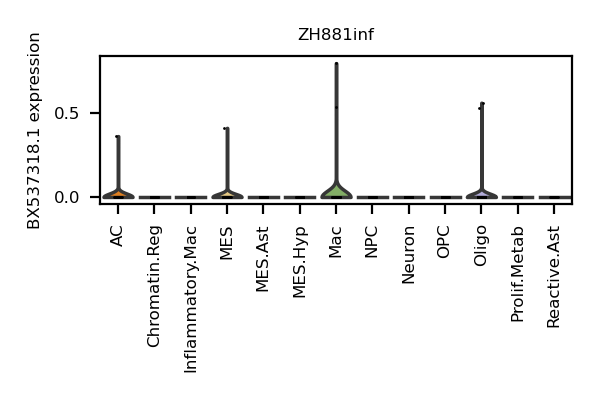 ZH881inf
BX537318.1 expression
0.5
0.0
AC
Chromatin.Reg
Inflammatory.Mac
MES
MES.Ast
MES.Hyp
Mac
NPC
Neuron
OPC
Oligo
Prolif.Metab
Reactive.Ast